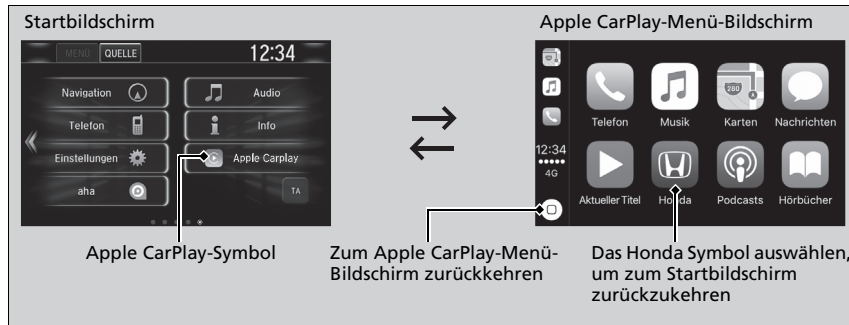 Startbildschirm
MENÜ QUELLE 12:34
Navigation Audio
Telefon Info
Einstellungen Apple Carplay
aha TA
Apple CarPlay-Symbol
Apple CarPlay-Menü-Bildschirm
280
Telefon Musik Karten Nachrichten
12:34
4G
Aktueller Titel Honda Podcasts Hörbücher
Zum Apple CarPlay-Menü-
Bildschirm zurückkehren
Das Honda Symbol auswählen,
um zum Startbildschirm
zurückzukehren